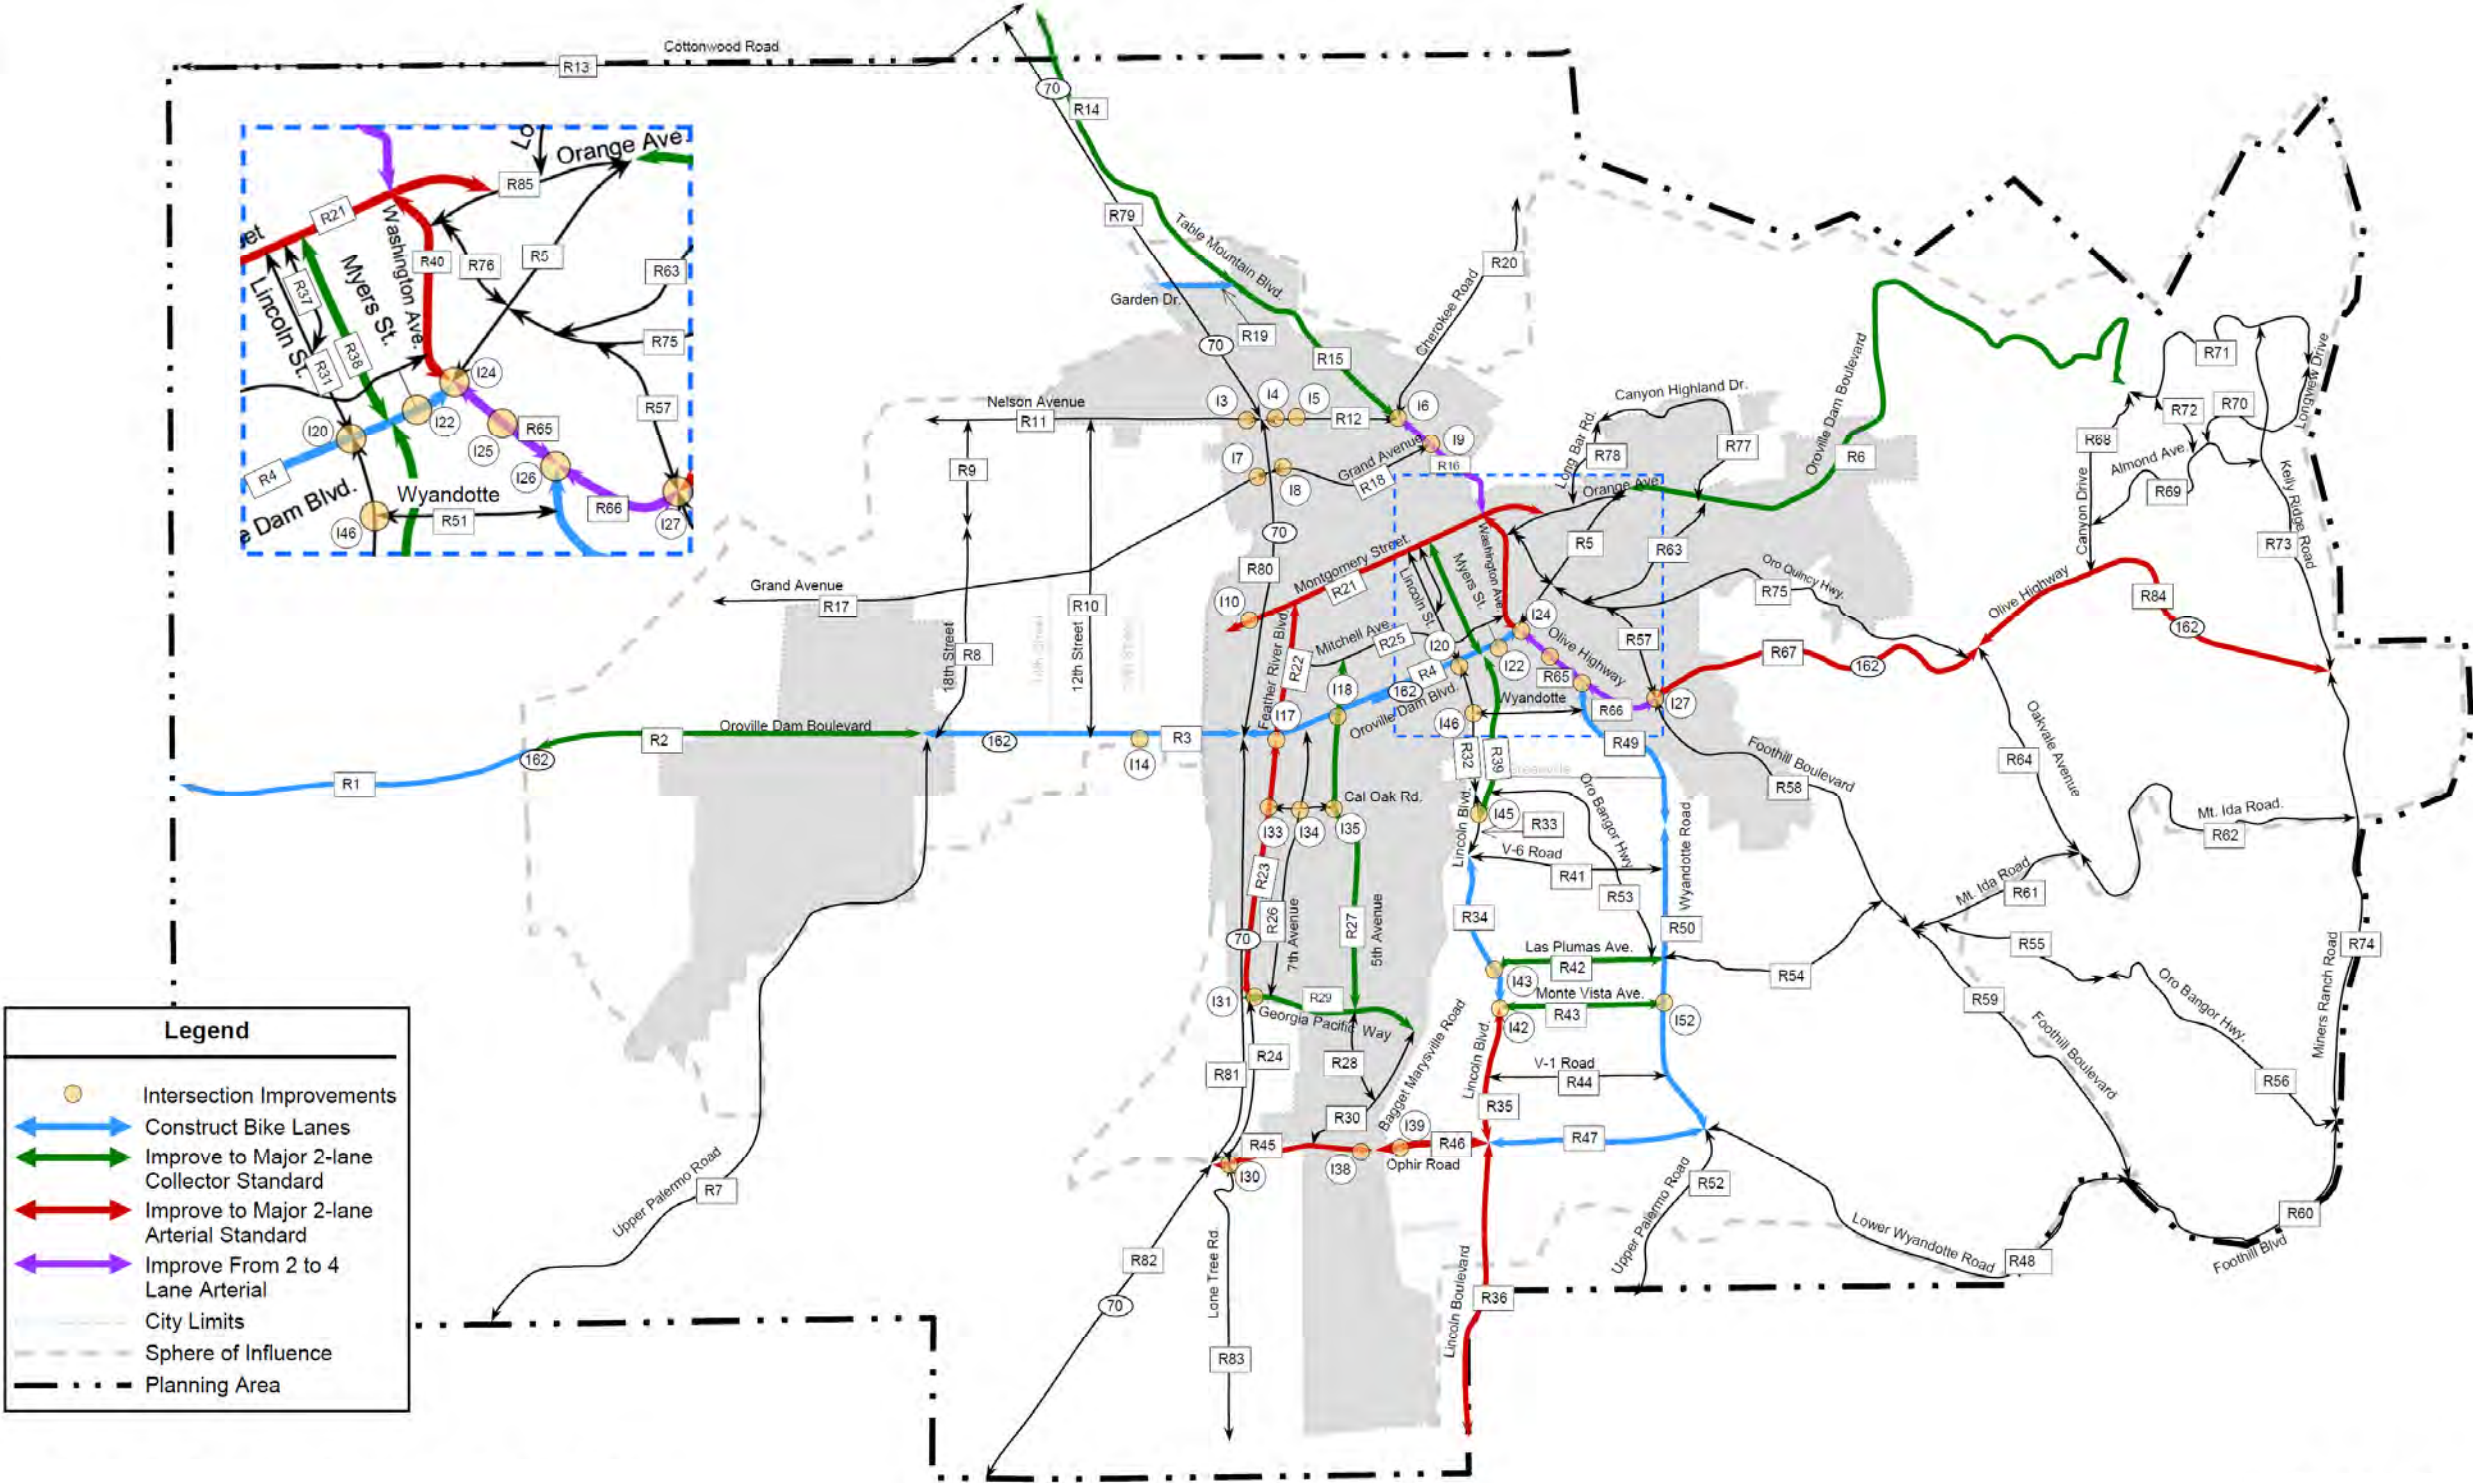 Cottonwood Road
R13
70
R14
R79
Table Mountain Blvd.
R20
Garden Dr.
R19
Cherokee Road
70
R15
Lo
Orange Ave.
R85
R21
et
Washington Ave.
R40
R76
R5
R63
Myers St.
R37
Lincoln St.
R38
R31
R75
I24
R57
I22
R65
I20
I25
R4
I26
e Dam Blvd.
Wyandotte
R51
R66
I46
I27
Nelson Avenue
R11
I3
I4
I5
R12
I6
I9
R16
Grand Avenue
R18
I7
I8
R9
70
R80
Grand Avenue
R17
R10
18th Street
R8
12th Street
I10
Montgomery Street
R21
Feather River Blvd.
R22
Mitchell Ave.
R25
Lincoln St.
Myers St.
Washington Ave.
I20
I24
I22
R4
162
Oroville Dam Blvd.
Olive Highway
R65
R66
I27
Wyandotte
I46
I18
I17
Long Bar Rd.
R78
Canyon Highland Dr.
R77
Orange Ave.
R5
R63
R57
Oroville Dam Boulevard
R6
Oro Quincy Hwy.
R75
R67
162
Olive Highway
R84
162
R71
Longview Drive
R70
R72
R68
Almond Ave.
R69
Canyon Drive
Kelly Ridge Road
R73
R1
162
R2
Oroville Dam Boulevard
162
R3
I14
R32
R39
R49
Greenville
Foothill Boulevard
R58
Oakvale Avenue
R64
Mt. Ida Road.
R62
Cal Oak Rd.
I33
I34
I35
I45
R33
Lincoln Blvd.
V-6 Road
R41
Oro Bangor Hwy.
R53
Wyandotte Road
R50
R23
R26
7th Avenue
R27
5th Avenue
R34
Las Plumas Ave.
R42
R54
Mt. Ida Road
R61
R55
Oro Bangor Hwy.
R56
R59
Foothill Boulevard
Miners Ranch Road
R74
70
I31
R29
Georgia Pacific Way
I43
Monte Vista Ave.
R43
I42
I52
R24
R81
R28
R30
Bagget Marysville Road
Lincoln Blvd.
V-1 Road
R44
R35
I39
R45
R46
R47
I38
Ophir Road
I30
Upper Palermo Road
R7
R52
Upper Palermo Road
Lower Wyandotte Road
R48
Foothill Blvd
R60
R82
70
Lone Tree Rd.
R83
Lincoln Boulevard
R36
Legend
Intersection Improvements
Construct Bike Lanes
Improve to Major 2-lane
Collector Standard
Improve to Major 2-lane
Arterial Standard
Improve From 2 to 4
Lane Arterial
City Limits
Sphere of Influence
Planning Area